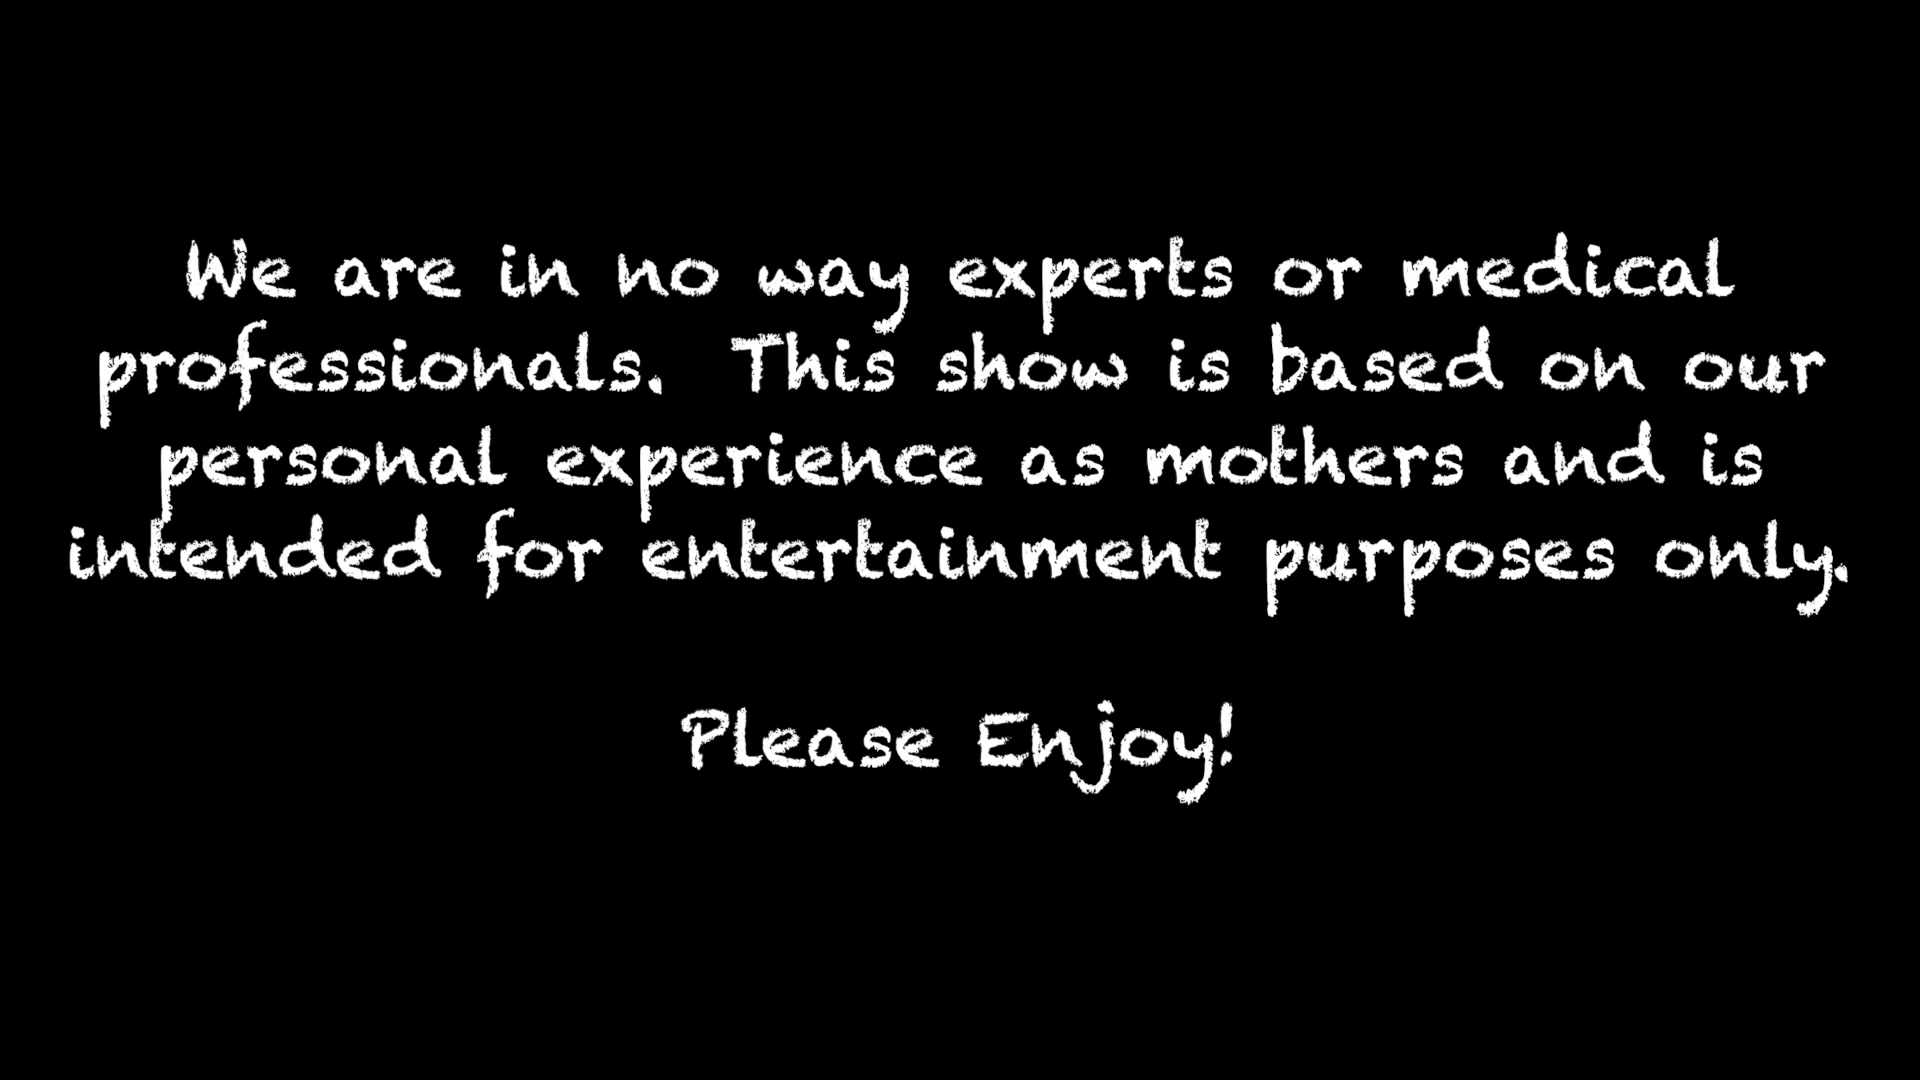 We are in no way experts or medical
professionals.  This show is based on our
personal experience as mothers and is
intended for entertainment purposes only.
Please Enjoy!